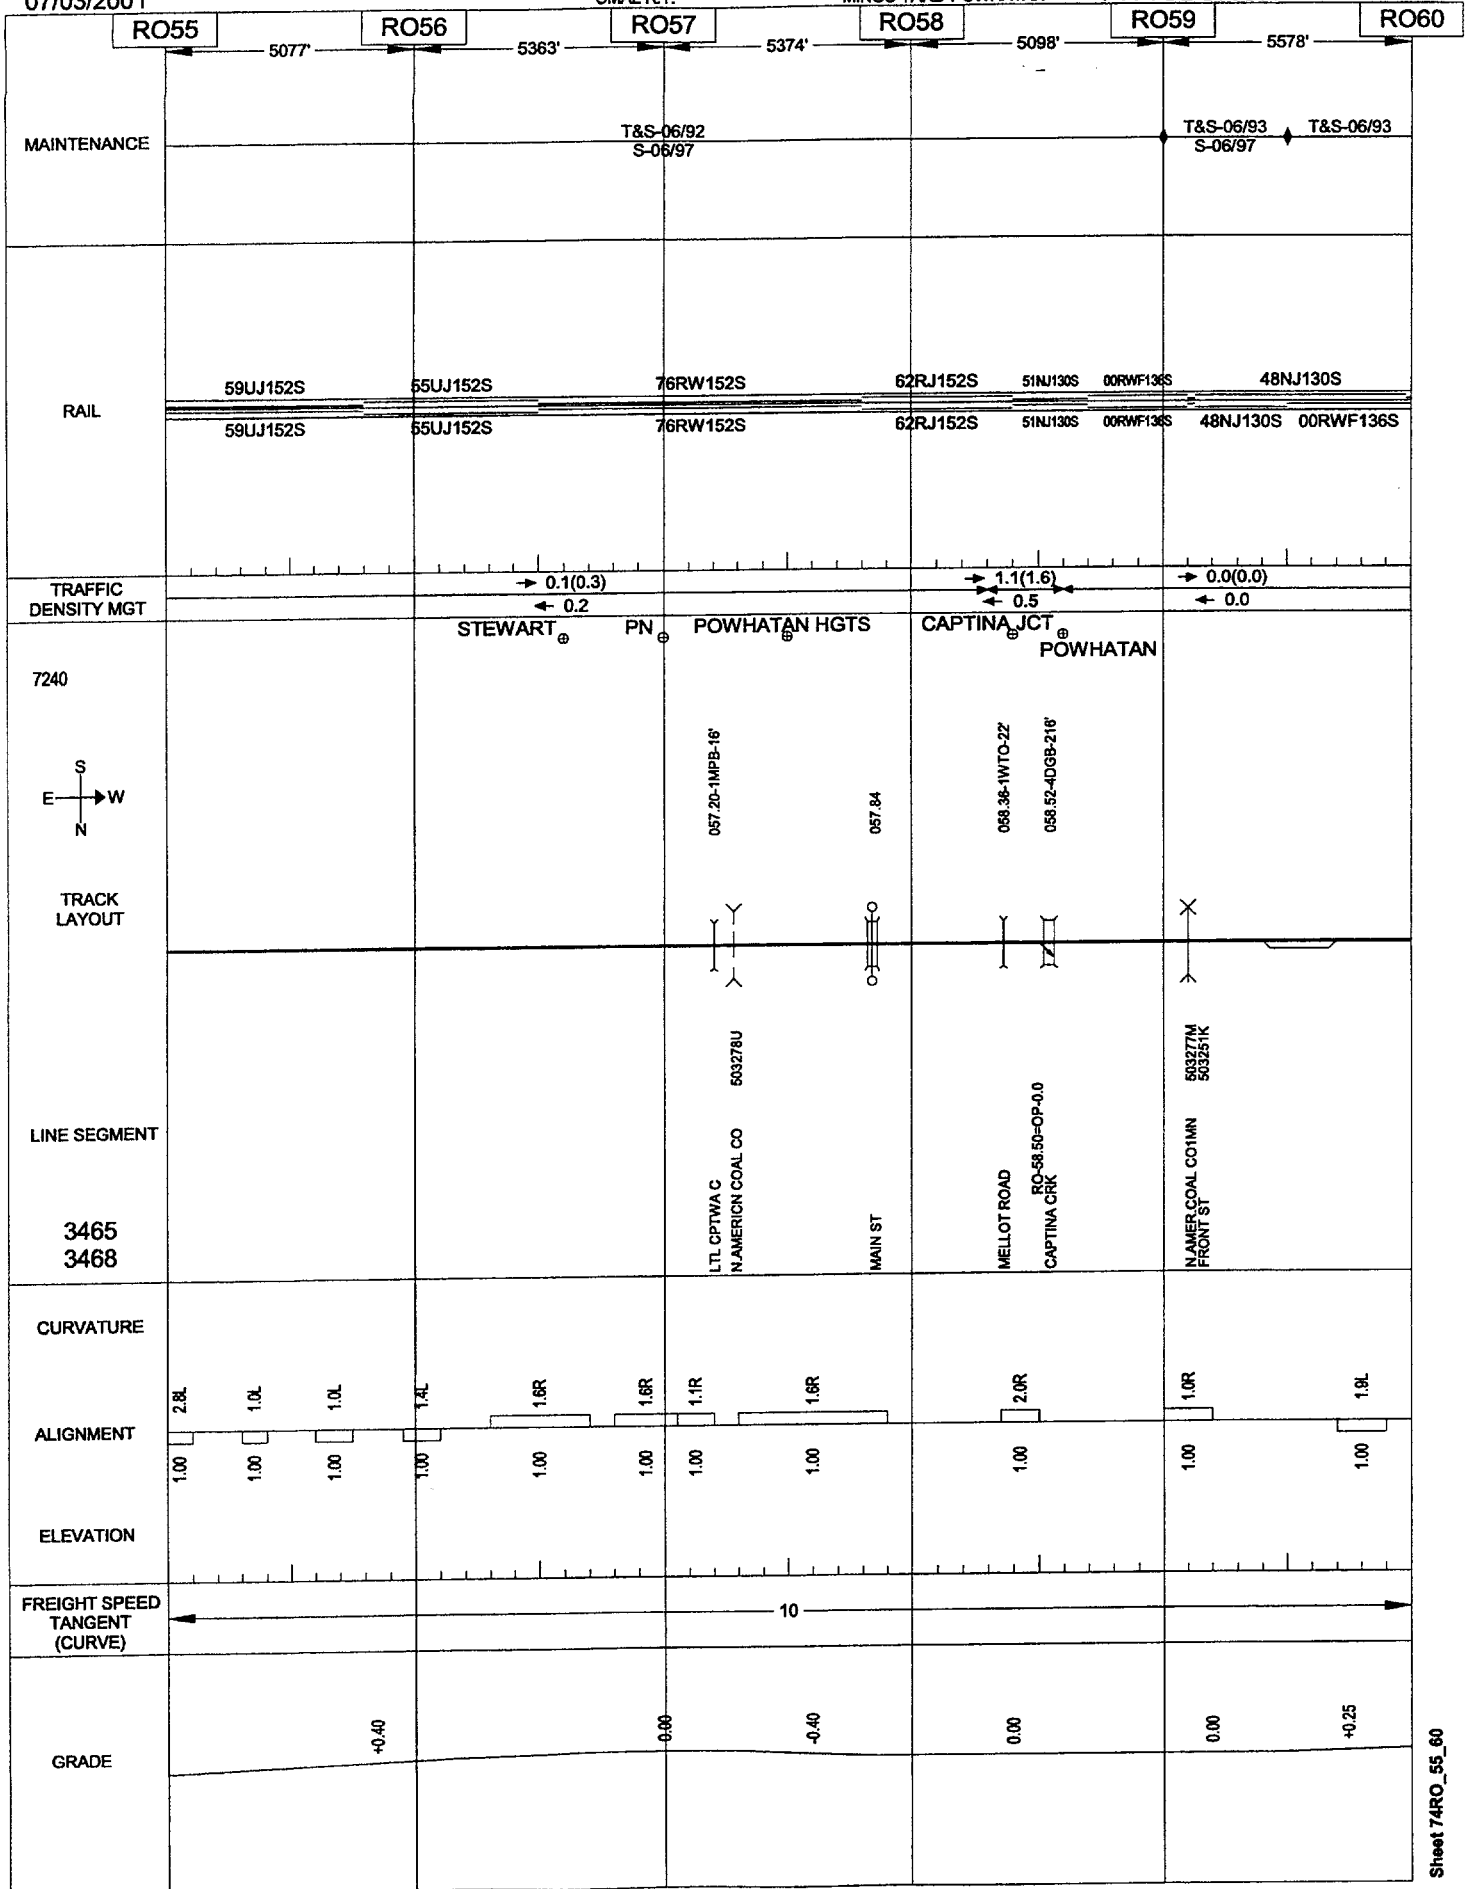 07/03/2001
RO55 RO56 RO57 RO58 RO59 RO60
5077' 5363' 5374' 5098' 5578'
MAINTENANCE
T&S-06/92 T&S-06/93 T&S-06/93
S-06/97 S-06/97
RAIL
59UJ152S 55UJ152S 76RW152S 62RJ152S 51NJ130S 00RWF136S 48NJ130S
59UJ152S 55UJ152S 76RW152S 62RJ152S 51NJ130S 00RWF136S 48NJ130S 00RWF136S
TRAFFIC
DENSITY MGT
0.1(0.3) 1.1(1.6) 0.0(0.0)
0.2 0.5 0.0
STEWART PN POWHATAN HGTS CAPTINA JCT
POWHATAN
7240
S
E W
N
057.20-1MPB-16'
057.84
058.36-1WTO-22'
058.52-4DGB-216'
TRACK
LAYOUT
LINE SEGMENT
3465
3468
LTL CPTWA C
N.AMERICN COAL CO 503278U
MAIN ST
MELLOT ROAD
RO-58.50=OP-0.0
CAPTINA CRK
N.AMER.COAL CO1MN 503277M
FRONT ST 503251K
CURVATURE
2.8L 1.0L 1.0L 1.4L 1.6R 1.6R 1.1R 1.6R 2.0R 1.0R 1.9L
ALIGNMENT
1.00 1.00 1.00 1.00 1.00 1.00 1.00 1.00 1.00 1.00 1.00
ELEVATION
FREIGHT SPEED
TANGENT
(CURVE)
10
GRADE
+0.40 0.00 -0.40 0.00 0.00 +0.25
Sheet 74RO_55_60